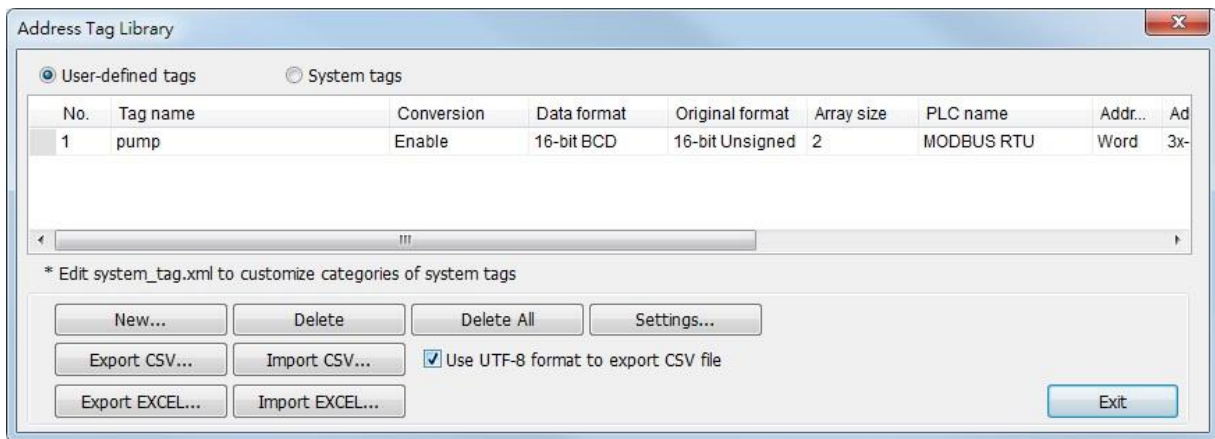 Address Tag Library
User-defined tags System tags
No. Tag name Conversion Data format Original format Array size PLC name Addr... Ad
1 pump Enable 16-bit BCD 16-bit Unsigned 2 MODBUS RTU Word 3x-
* Edit system_tag.xml to customize categories of system tags
New... Delete Delete All Settings...
Export CSV... Import CSV... Use UTF-8 format to export CSV file
Export EXCEL... Import EXCEL... Exit